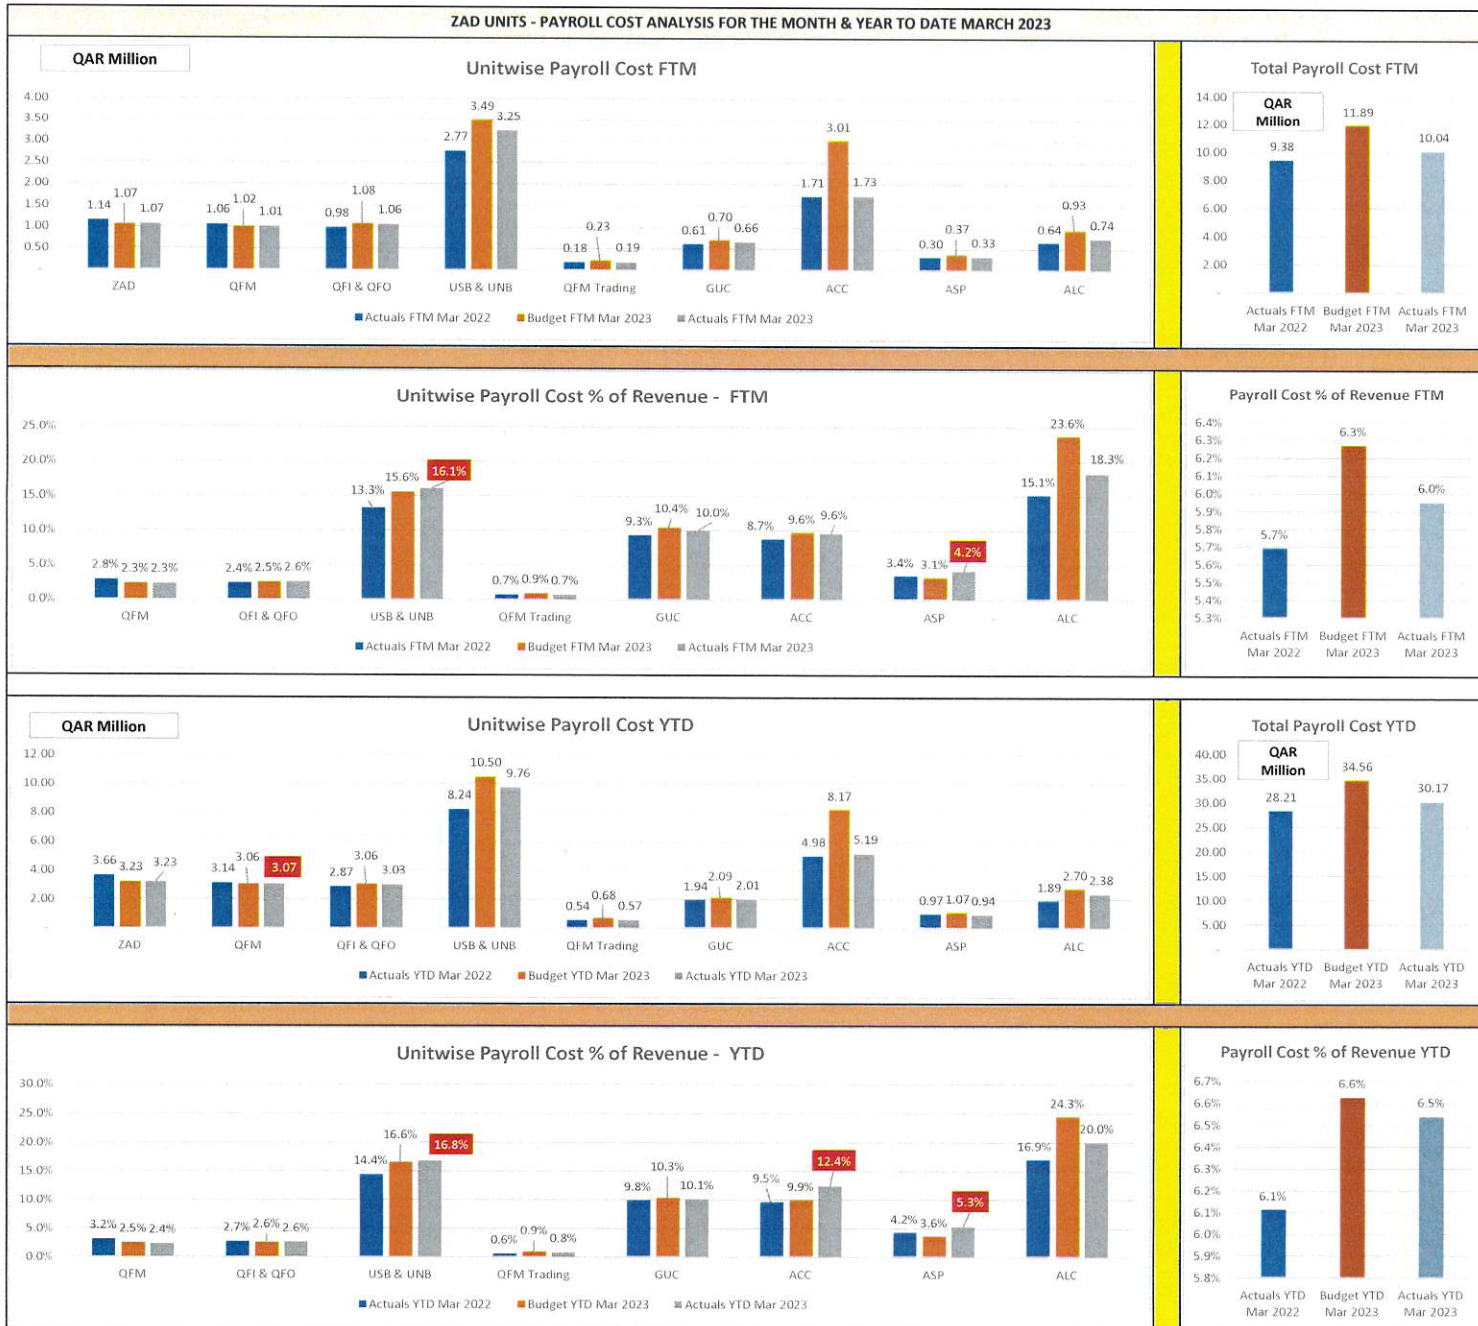 ZAD UNITS - PAYROLL COST ANALYSIS FOR THE MONTH & YEAR TO DATE MARCH 2023
QAR Million
Unitwise Payroll Cost FTM
4.00
3.50
3.00
2.50
2.00
1.50
1.00
0.50
-
1.14 1.07 1.07
1.06 1.02 1.01
0.98 1.08 1.06
2.77 3.49 3.25
0.18 0.23 0.19
0.61 0.70 0.66
1.71 3.01 1.73
0.30 0.37 0.33
0.64 0.93 0.74
ZAD QFM QFI & QFO USB & UNB QFM Trading GUC ACC ASP ALC
Actuals FTM Mar 2022 Budget FTM Mar 2023 Actuals FTM Mar 2023
Total Payroll Cost FTM
QAR
Million
14.00
12.00
10.00
8.00
6.00
4.00
2.00
-
9.38 11.89 10.04
Actuals FTM Budget FTM Actuals FTM
Mar 2022 Mar 2023 Mar 2023
Unitwise Payroll Cost % of Revenue - FTM
25.0%
20.0%
15.0%
10.0%
5.0%
0.0%
2.8% 2.3% 2.3%
2.4% 2.5% 2.6%
13.3% 15.6% 16.1%
0.7% 0.9% 0.7%
9.3% 10.4% 10.0%
8.7% 9.6% 9.6%
3.4% 3.1% 4.2%
15.1% 23.6% 18.3%
QFM QFI & QFO USB & UNB QFM Trading GUC ACC ASP ALC
Actuals FTM Mar 2022 Budget FTM Mar 2023 Actuals FTM Mar 2023
Payroll Cost % of Revenue FTM
6.4%
6.3%
6.2%
6.1%
6.0%
5.9%
5.8%
5.7%
5.6%
5.5%
5.4%
5.3%
5.7% 6.3% 6.0%
Actuals FTM Budget FTM Actuals FTM
Mar 2022 Mar 2023 Mar 2023
QAR Million
Unitwise Payroll Cost YTD
12.00
10.00
8.00
6.00
4.00
2.00
-
3.66 3.23 3.23
3.14 3.06 3.07
2.87 3.06 3.03
8.24 10.50 9.76
0.54 0.68 0.57
1.94 2.09 2.01
4.98 8.17 5.19
0.97 1.07 0.94
1.89 2.70 2.38
ZAD QFM QFI & QFO USB & UNB QFM Trading GUC ACC ASP ALC
Actuals YTD Mar 2022 Budget YTD Mar 2023 Actuals YTD Mar 2023
Total Payroll Cost YTD
QAR
Million
40.00
35.00
30.00
25.00
20.00
15.00
10.00
5.00
-
28.21 34.56 30.17
Actuals YTD Budget YTD Actuals YTD
Mar 2022 Mar 2023 Mar 2023
Unitwise Payroll Cost % of Revenue - YTD
30.0%
25.0%
20.0%
15.0%
10.0%
5.0%
0.0%
3.2% 2.5% 2.4%
2.7% 2.6% 2.6%
14.4% 16.6% 16.8%
0.6% 0.9% 0.8%
9.8% 10.3% 10.1%
9.5% 9.9% 12.4%
4.2% 3.6% 5.3%
16.9% 24.3% 20.0%
QFM QFI & QFO USB & UNB QFM Trading GUC ACC ASP ALC
Actuals YTD Mar 2022 Budget YTD Mar 2023 Actuals YTD Mar 2023
Payroll Cost % of Revenue YTD
6.7%
6.6%
6.5%
6.4%
6.3%
6.2%
6.1%
6.0%
5.9%
5.8%
6.1% 6.6% 6.5%
Actuals YTD Budget YTD Actuals YTD
Mar 2022 Mar 2023 Mar 2023